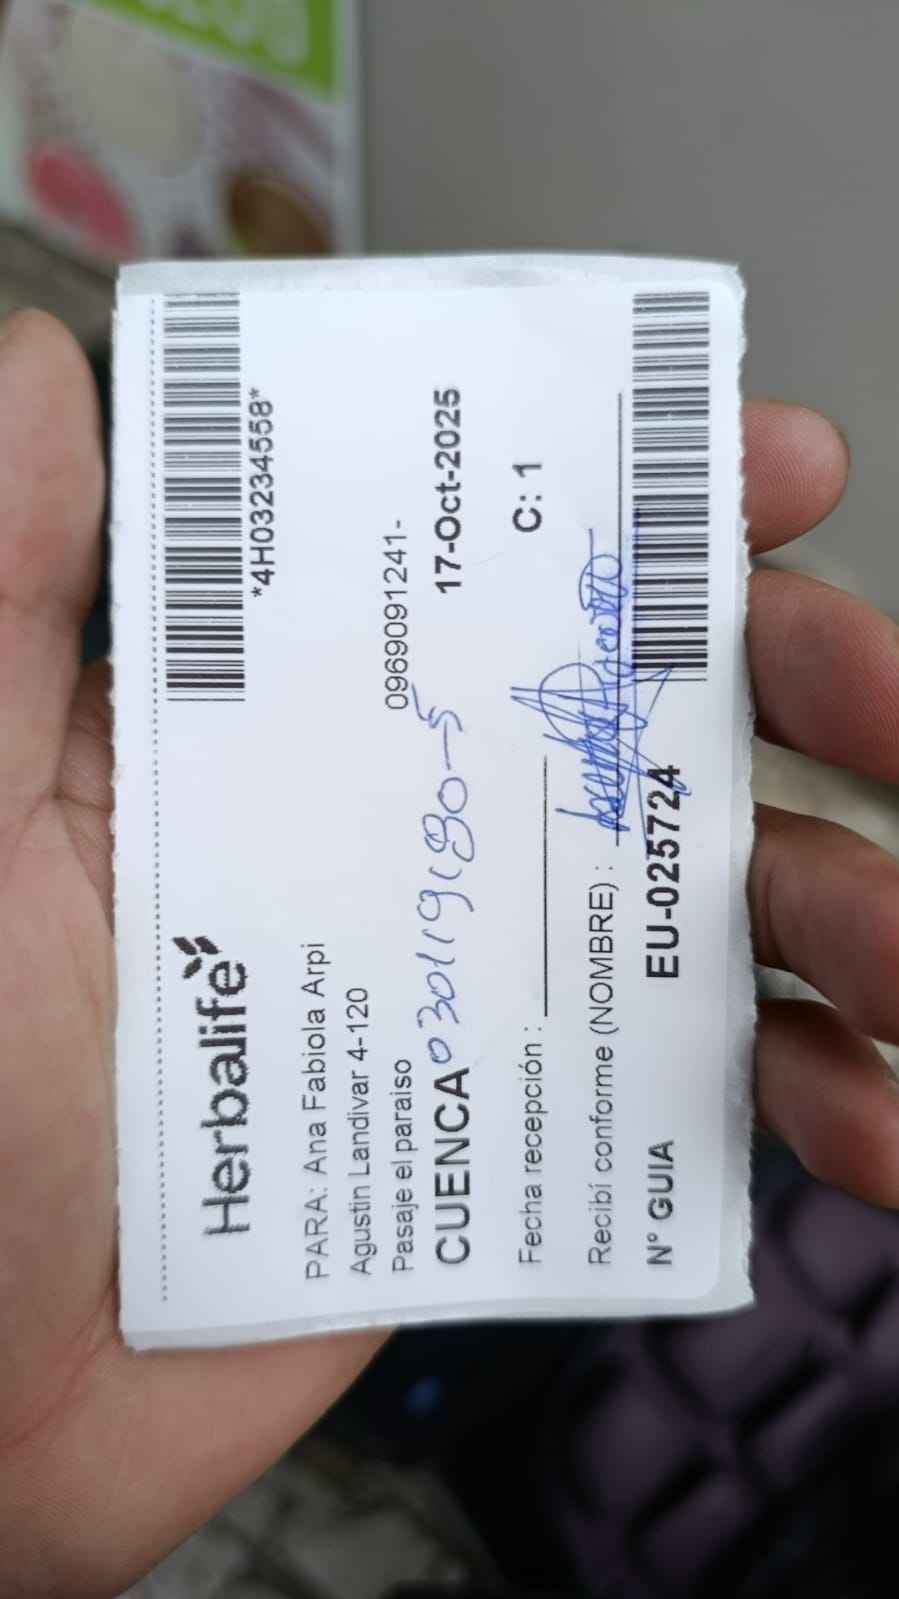 Herbalife
*4H03234558*
PARA: Ana Fabiola Arpi
Agustin Landivar 4-120
Pasaje el paraiso 0969091241-
CUENCA 17-Oct-2025
Fecha recepción : C: 1
Recibí conforme (NOMBRE) :
N° GUIA EU-025724